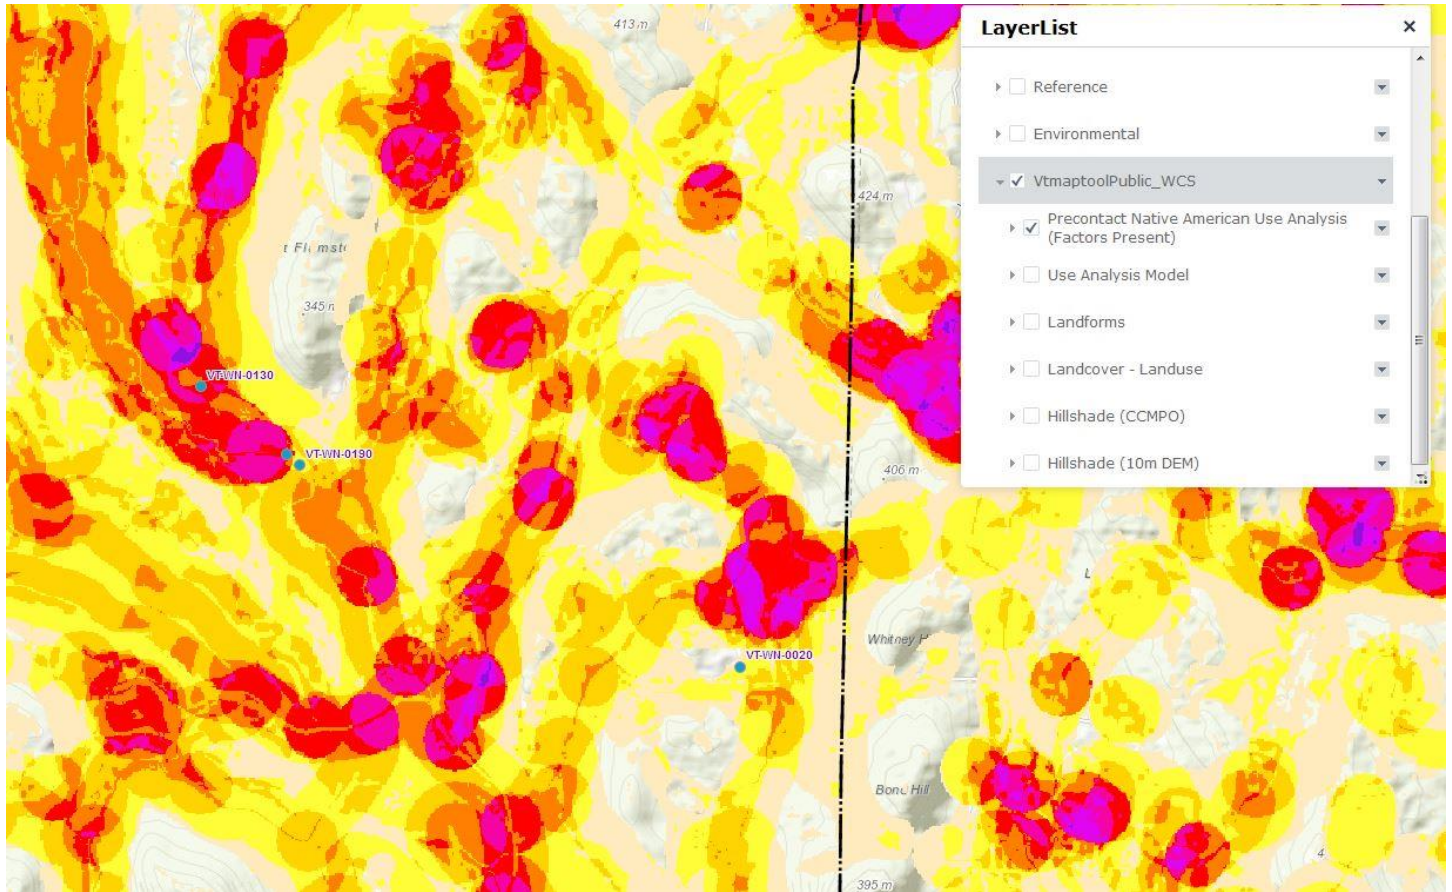 413 m
LayerList
×
Reference
Environmental
VtmaptoolPublic_WCS
424 m
Precontact Native American Use Analysis
(Factors Present)
Use Analysis Model
345 m
Landforms
VT-WN-0130
Landcover - Landuse
Hillshade (CCMPO)
VT-WN-0190
406 m
Hillshade (10m DEM)
Whitney H
VT-WN-0020
Bond Hill
4
395 m